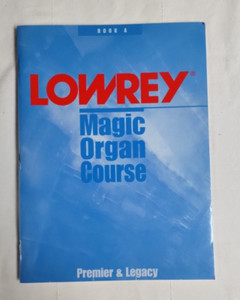 BOOK A
LOWREY®
Magic
Organ
Course
Premier & Legacy